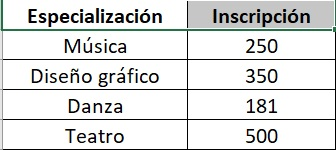 Especialización Inscripción
Música 250
Diseño gráfico 350
Danza 181
Teatro 500